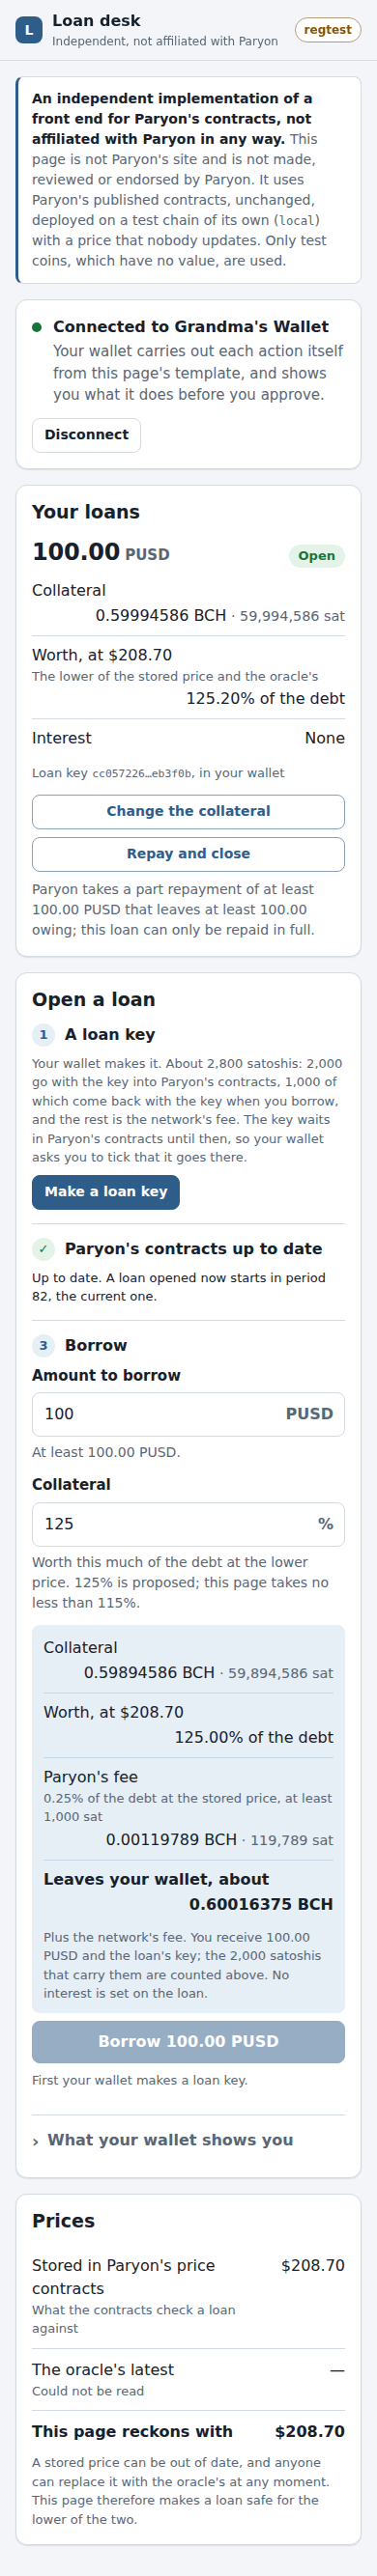 L
Loan desk
Independent, not affiliated with Paryon
regtest
An independent implementation of a
front end for Paryon's contracts, not
affiliated with Paryon in any way. This
page is not Paryon's site and is not made,
reviewed or endorsed by Paryon. It uses
Paryon's published contracts, unchanged,
deployed on a test chain of its own (local)
with a price that nobody updates. Only test
coins, which have no value, are used.
Connected to Grandma's Wallet
Your wallet carries out each action itself
from this page's template, and shows
you what it does before you approve.
Disconnect
Your loans
100.00 PUSD
Open
Collateral
0.59994586 BCH · 59,994,586 sat
Worth, at $208.70
The lower of the stored price and the oracle's
125.20% of the debt
Interest None
Loan key cc057226…eb3f0b, in your wallet
Change the collateral
Repay and close
Paryon takes a part repayment of at least
100.00 PUSD that leaves at least 100.00
owing; this loan can only be repaid in full.
Open a loan
1 A loan key
Your wallet makes it. About 2,800 satoshis: 2,000
go with the key into Paryon's contracts, 1,000 of
which come back with the key when you borrow,
and the rest is the network's fee. The key waits
in Paryon's contracts until then, so your wallet
asks you to tick that it goes there.
Make a loan key
✓ Paryon's contracts up to date
Up to date. A loan opened now starts in period
82, the current one.
3 Borrow
Amount to borrow
100 PUSD
At least 100.00 PUSD.
Collateral
125 %
Worth this much of the debt at the lower
price. 125% is proposed; this page takes no
less than 115%.
Collateral
0.59894586 BCH · 59,894,586 sat
Worth, at $208.70
125.00% of the debt
Paryon's fee
0.25% of the debt at the stored price, at least
1,000 sat
0.00119789 BCH · 119,789 sat
Leaves your wallet, about
0.60016375 BCH
Plus the network's fee. You receive 100.00
PUSD and the loan's key; the 2,000 satoshis
that carry them are counted above. No
interest is set on the loan.
Borrow 100.00 PUSD
First your wallet makes a loan key.
› What your wallet shows you
Prices
Stored in Paryon's price
contracts
$208.70
What the contracts check a loan
against
The oracle's latest —
Could not be read
This page reckons with $208.70
A stored price can be out of date, and anyone
can replace it with the oracle's at any moment.
This page therefore makes a loan safe for the
lower of the two.